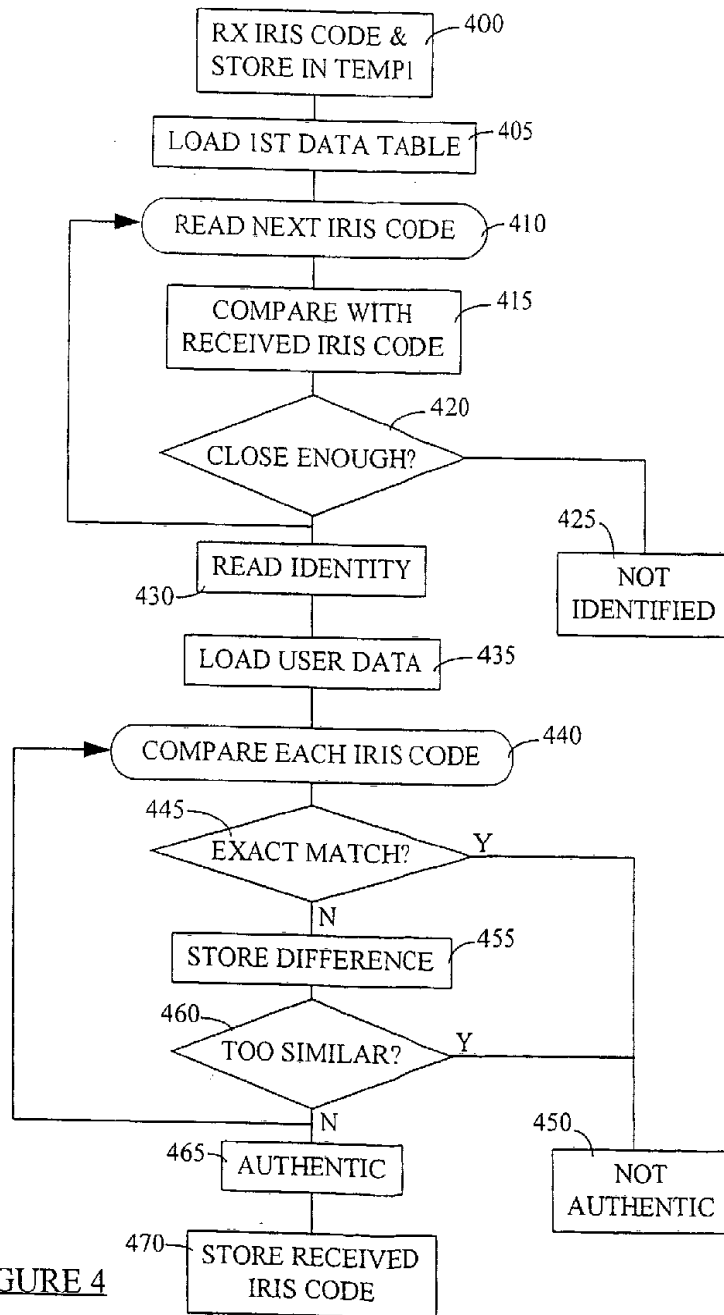 RX IRIS CODE &
STORE IN TEMP1
400
LOAD 1ST DATA TABLE
405
READ NEXT IRIS CODE
410
COMPARE WITH
RECEIVED IRIS CODE
415
CLOSE ENOUGH?
420
425
NOT
IDENTIFIED
READ IDENTITY
430
LOAD USER DATA
435
COMPARE EACH IRIS CODE
440
445
EXACT MATCH?
Y
N
STORE DIFFERENCE
455
460
TOO SIMILAR?
Y
N
465
AUTHENTIC
450
NOT
AUTHENTIC
470
STORE RECEIVED
IRIS CODE
GURE 4